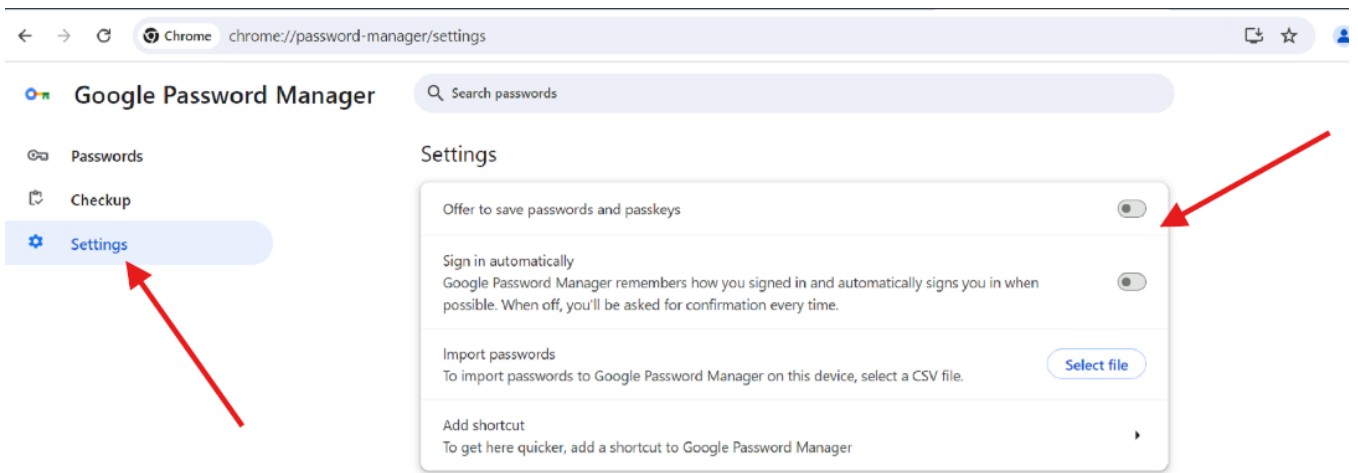 Chrome chrome://password-manager/settings
Google Password Manager
Search passwords
Passwords
Checkup
Settings
Settings
Offer to save passwords and passkeys
Sign in automatically
Google Password Manager remembers how you signed in and automatically signs you in when
possible. When off, you'll be asked for confirmation every time.
Import passwords
To import passwords to Google Password Manager on this device, select a CSV file.
Select file
Add shortcut
To get here quicker, add a shortcut to Google Password Manager